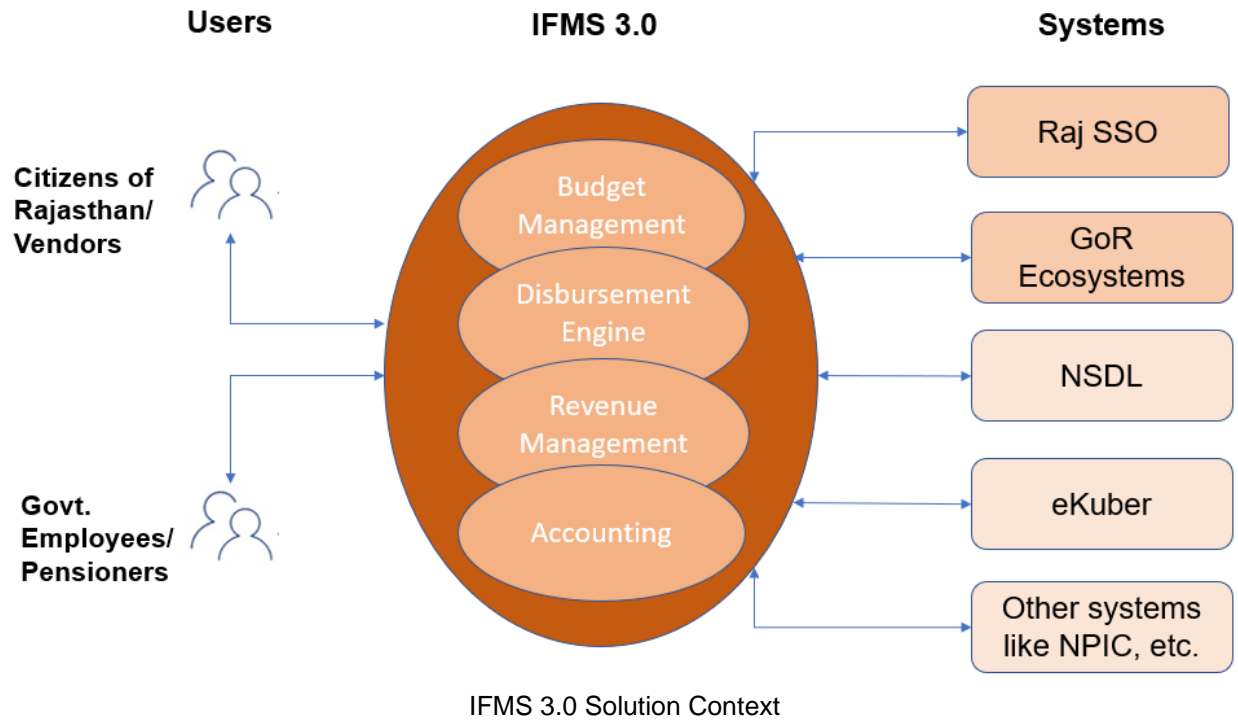 Users
IFMS 3.0
Systems
Citizens of
Rajasthan/
Vendors
Govt.
Employees/
Pensioners
Budget
Management
Disbursement
Engine
Revenue
Management
Accounting
Raj SSO
GoR
Ecosystems
NSDL
eKuber
Other systems
like NPIC, etc.
IFMS 3.0 Solution Context